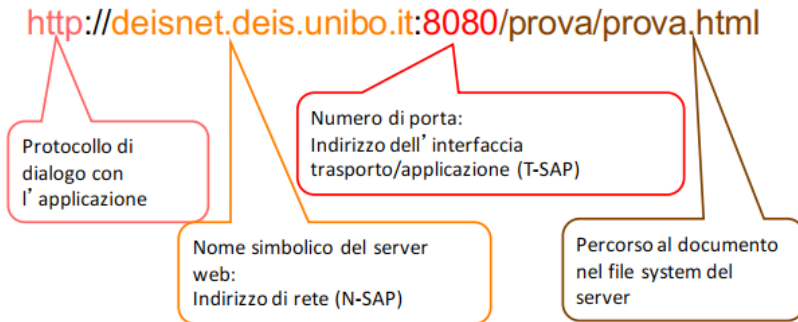 http://deisnet.deis.unibo.it:8080/prova/prova.html
Protocollo di
dialogo con
l’applicazione
Numero di porta:
Indirizzo dell’interfaccia
trasporto/applicazione (T-SAP)
Nome simbolico del server
web:
Indirizzo di rete (N-SAP)
Percorso al documento
nel file system del
server